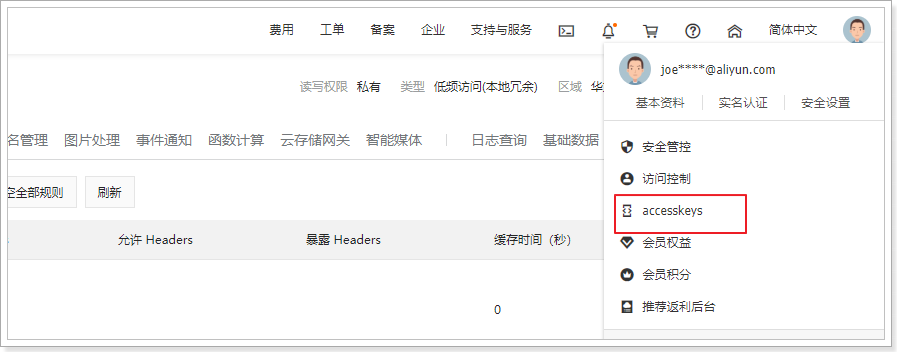 费用 工单 备案 企业 支持与服务 简体中文
joe****@aliyun.com
读写权限 私有 类型 低频访问(本地冗余) 区域 华
基本资料 实名认证 安全设置
名管理 图片处理 事件通知 函数计算 云存储网关 智能媒体 日志查询 基础数据
安全管控
访问控制
空全部规则 刷新
accesskeys
允许 Headers 暴露 Headers 缓存时间（秒）
会员权益
会员积分
0
推荐返利后台